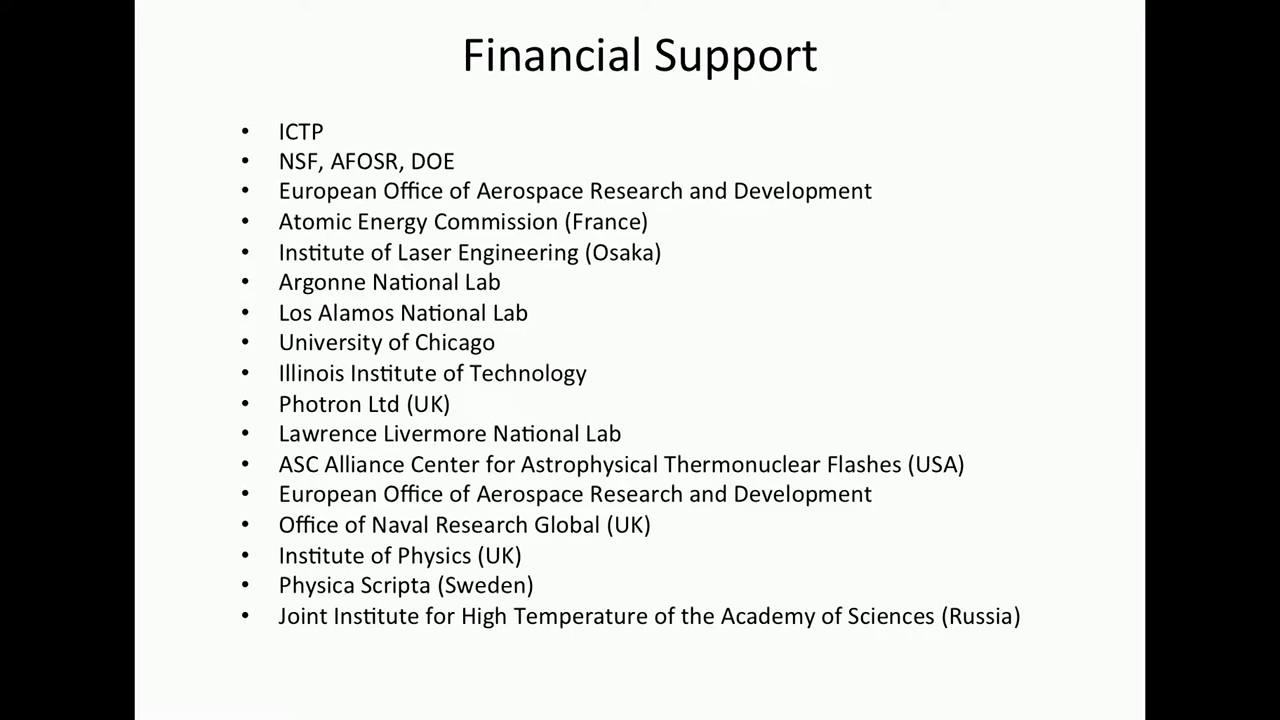 Financial Support
• ICTP
• NSF, AFOSR, DOE
• European Office of Aerospace Research and Development
• Atomic Energy Commission (France)
• Institute of Laser Engineering (Osaka)
• Argonne National Lab
• Los Alamos National Lab
• University of Chicago
• Illinois Institute of Technology
• Photron Ltd (UK)
• Lawrence Livermore National Lab
• ASC Alliance Center for Astrophysical Thermonuclear Flashes (USA)
• European Office of Aerospace Research and Development
• Office of Naval Research Global (UK)
• Institute of Physics (UK)
• Physica Scripta (Sweden)
• Joint Institute for High Temperature of the Academy of Sciences (Russia)